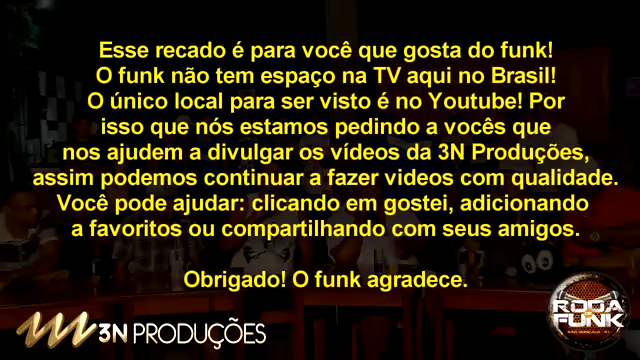 Esse recado é para você que gosta do funk!
O funk não tem espaço na TV aqui no Brasil!
O único local para ser visto é no Youtube! Por
isso que nós estamos pedindo a vocês que
nos ajudem a divulgar os vídeos da 3N Produções,
assim podemos continuar a fazer videos com qualidade.
Você pode ajudar: clicando em gostei, adicionando
a favoritos ou compartilhando com seus amigos.
Obrigado! O funk agradece.
3N PRODUÇÕES
RODA
FUNK